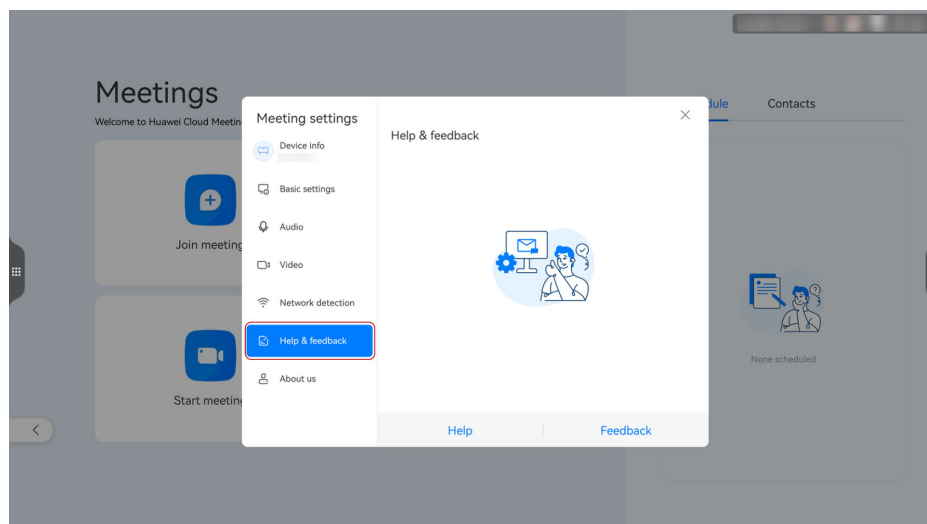 Meetings
Welcome to Huawei Cloud Meetin
Join meeting
Start meeting
Meeting settings
Device info
Basic settings
Audio
Video
Network detection
Help & feedback
About us
Help & feedback
Help
Feedback
dule
Contacts
None scheduled